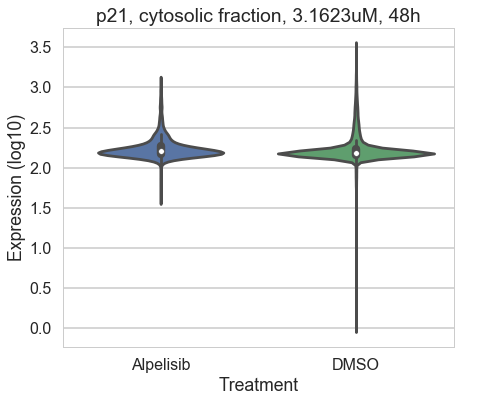 p21, cytosolic fraction, 3.1623uM, 48h
Expression (log10)
3.5
3.0
2.5
2.0
1.5
1.0
0.5
0.0
Alpelisib DMSO
Treatment